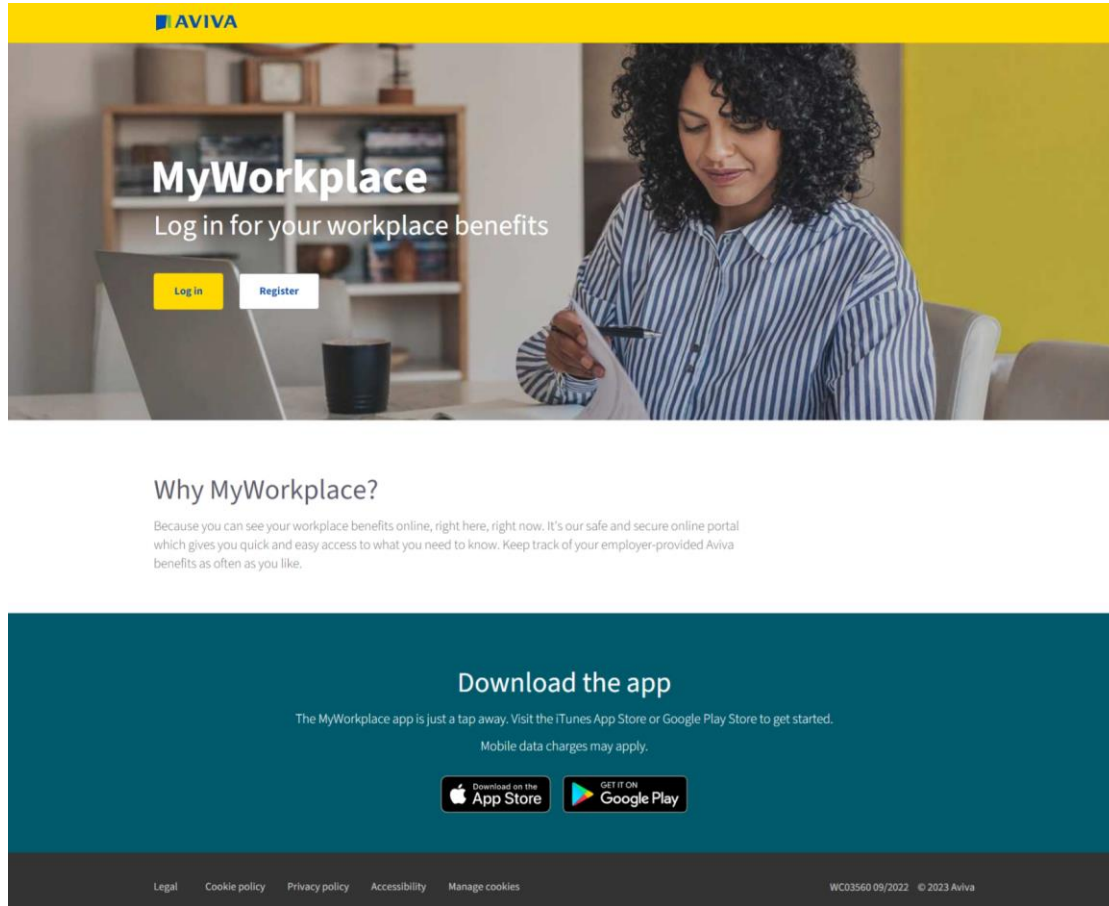 AVIVA
MyWorkplace
Log in for your workplace benefits
Log in
Register
Why MyWorkplace?
Because you can see your workplace benefits online, right here, right now. It's our safe and secure online portal
which gives you quick and easy access to what you need to know. Keep track of your employer-provided Aviva
benefits as often as you like.
Download the app
The MyWorkplace app is just a tap away. Visit the iTunes App Store or Google Play Store to get started.
Mobile data charges may apply.
Download on the
App Store
GET IT ON
Google Play
Legal Cookie policy Privacy policy Accessibility Manage cookies WC03560 09/2022 © 2023 Aviva